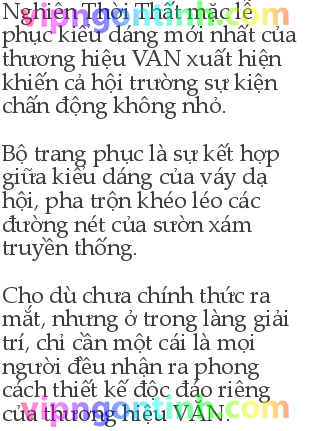 Nghiên Thời Thất mặc lễ
vipngontinh.com
phục kiểu dáng mới nhất của
thương hiệu VAN xuất hiện
khiến cả hội trường sự kiện
chấn động không nhỏ.
Bộ trang phục là sự kết hợp
giữa kiểu dáng của váy dạ
hội, pha trộn khéo léo các
đường nét của sườn xám
truyền thống.
Cho dù chưa chính thức ra
mắt, nhưng ở trong làng giải
trí, chỉ cần một cái là mọi
người đều nhận ra phong
cách thiết kế độc đáo riêng
của thương hiệu VĂN.
vipngontinh.com